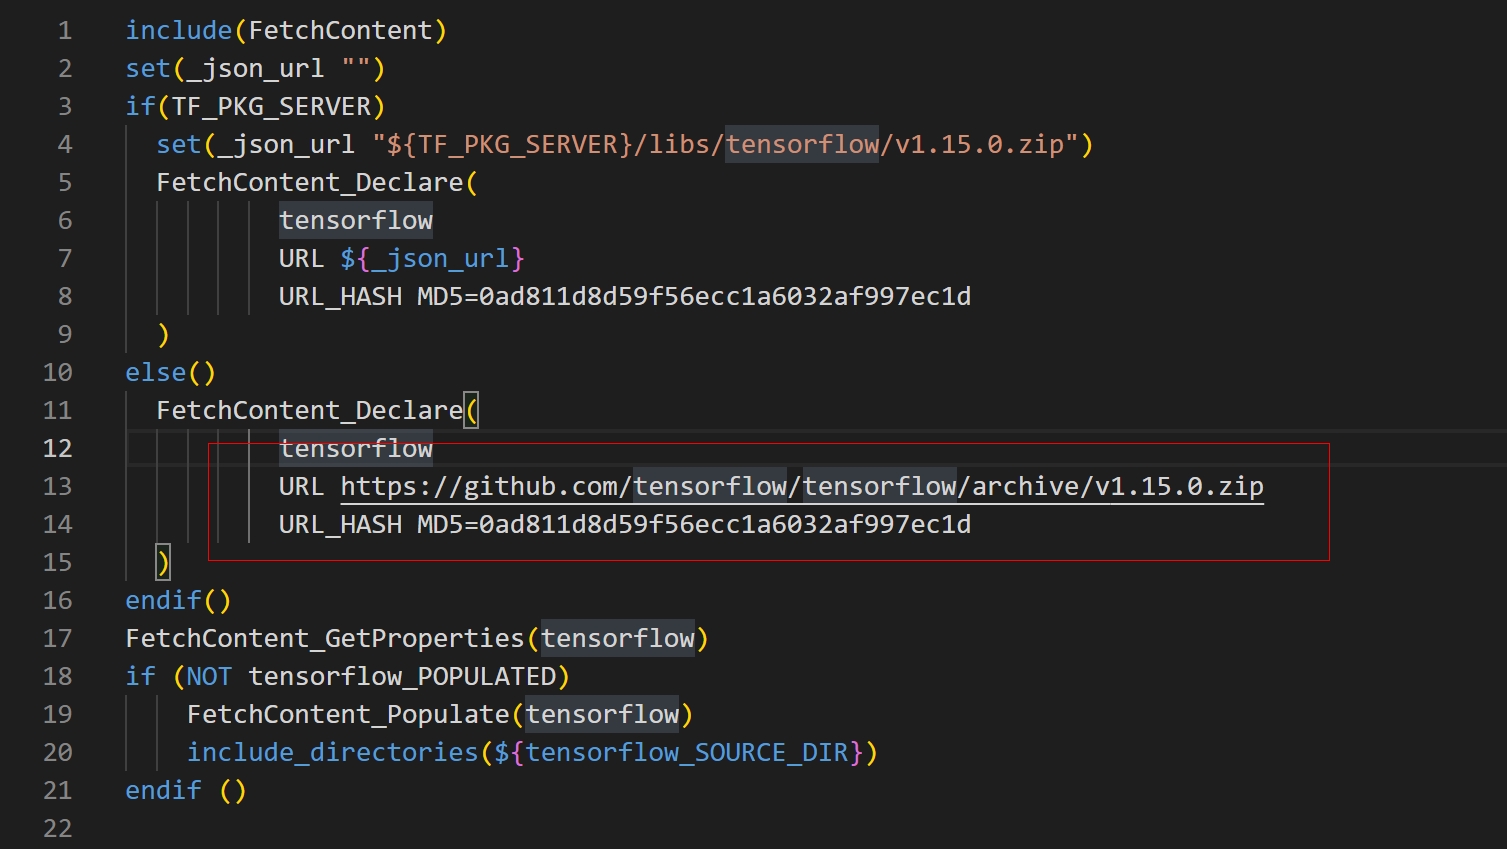 1 include(FetchContent)
2 set(_json_url "")
3 if(TF_PKG_SERVER)
4 set(_json_url "${TF_PKG_SERVER}/libs/tensorflow/v1.15.0.zip")
5 FetchContent_Declare(
6 tensorflow
7 URL ${_json_url}
8 URL_HASH MD5=0ad811d8d59f56ecc1a6032af997ec1d
9 )
10 else()
11 FetchContent_Declare(
12 tensorflow
13 URL https://github.com/tensorflow/tensorflow/archive/v1.15.0.zip
14 URL_HASH MD5=0ad811d8d59f56ecc1a6032af997ec1d
15 )
16 endif()
17 FetchContent_GetProperties(tensorflow)
18 if (NOT tensorflow_POPULATED)
19 FetchContent_Populate(tensorflow)
20 include_directories(${tensorflow_SOURCE_DIR})
21 endif ()
22